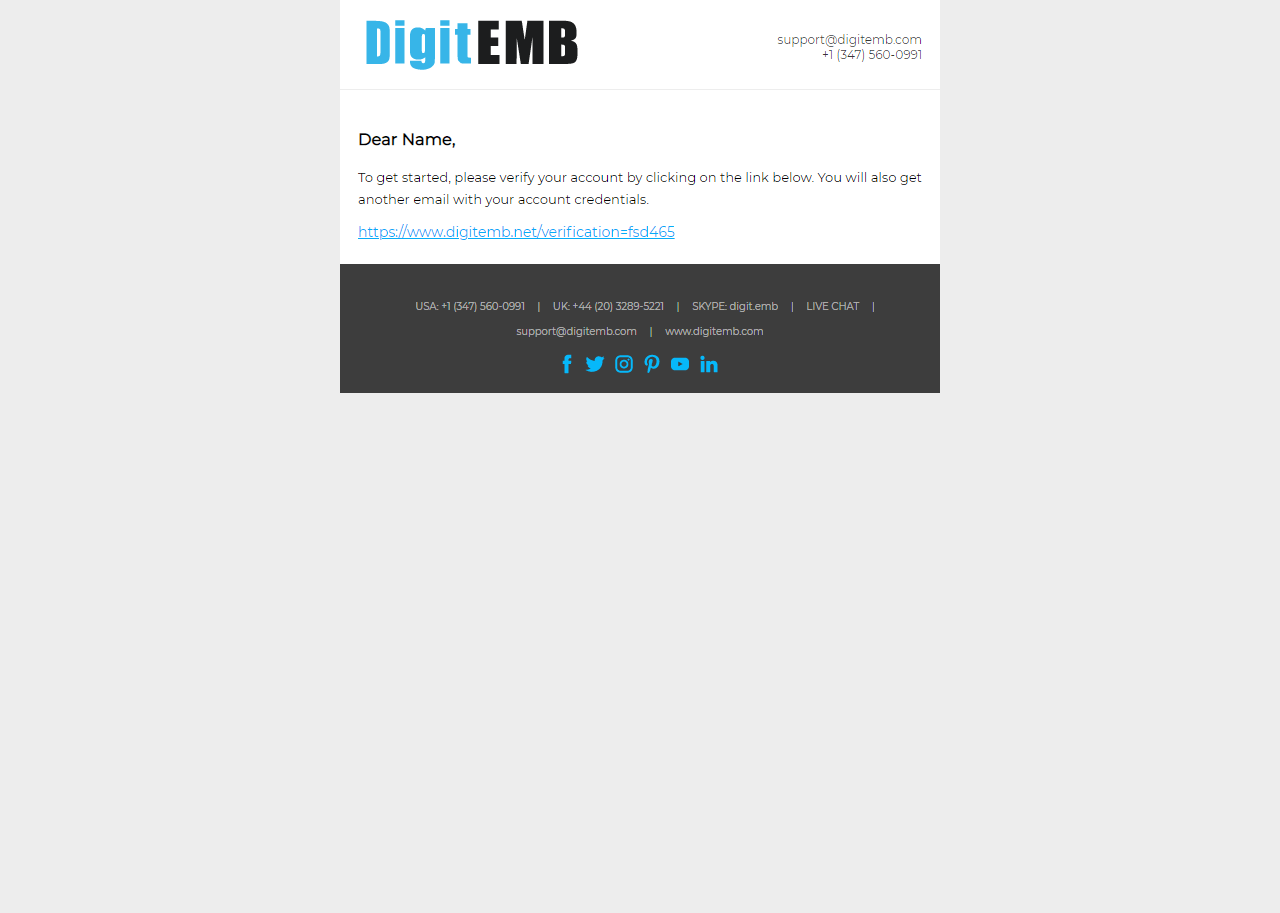 DigitEMB
support@digitemb.com
+1 (347) 560-0991
Dear Name,
To get started, please verify your account by clicking on the link below. You will also get
another email with your account credentials.
https://www.digitemb.net/verification=fsd465
USA: +1 (347) 560-0991 | UK: +44 (20) 3289-5221 | SKYPE: digit.emb | LIVE CHAT |
support@digitemb.com | www.digitemb.com